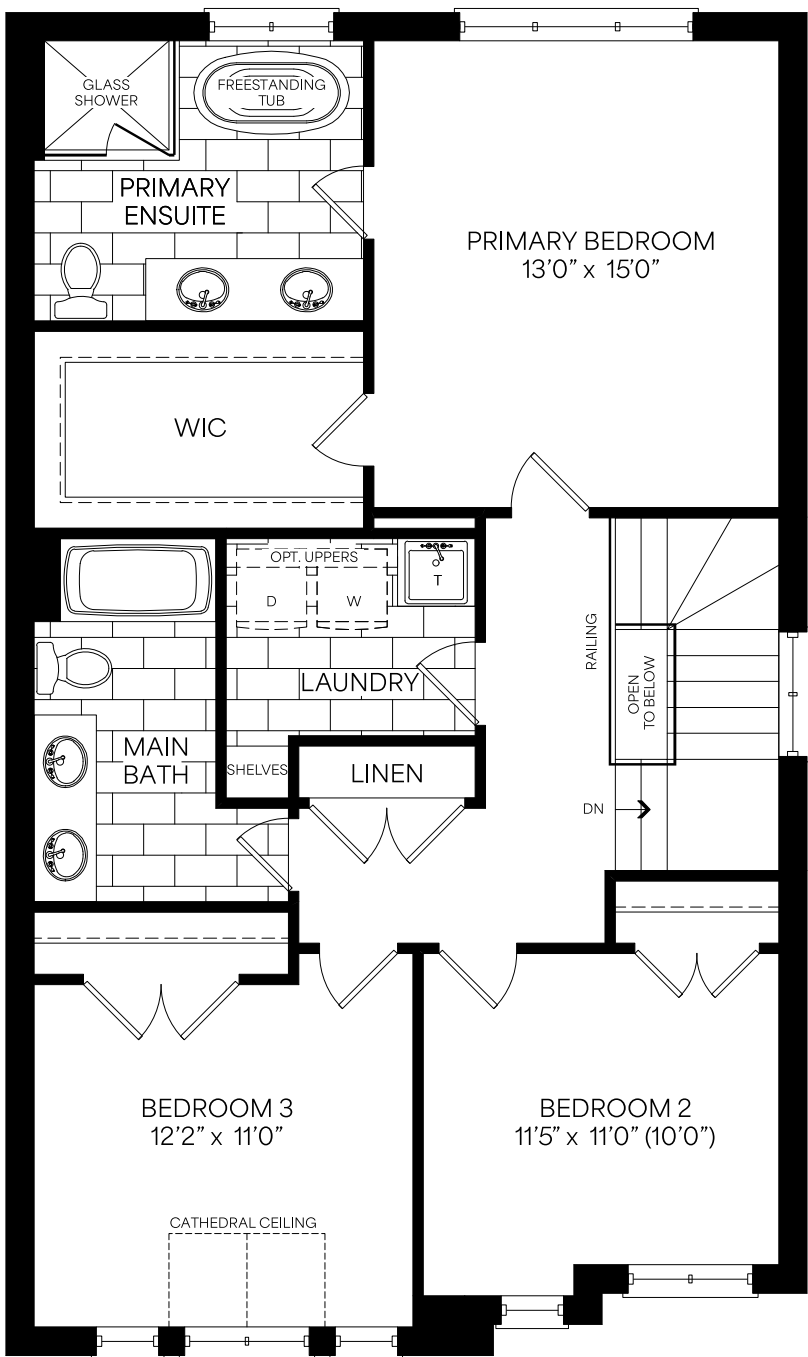 GLASS
SHOWER
FREESTANDING
TUB
PRIMARY
ENSUITE
PRIMARY BEDROOM
13'0” x 15'0”
WIC
OPT. UPPERS
D
W
T
LAUNDRY
RAILING
OPEN
TO BELOW
MAIN
BATH
SHELVES
LINEN
DN
BEDROOM 3
12'2” x 11'0”
BEDROOM 2
11'5” x 11'0” (10'0”)
CATHEDRAL CEILING